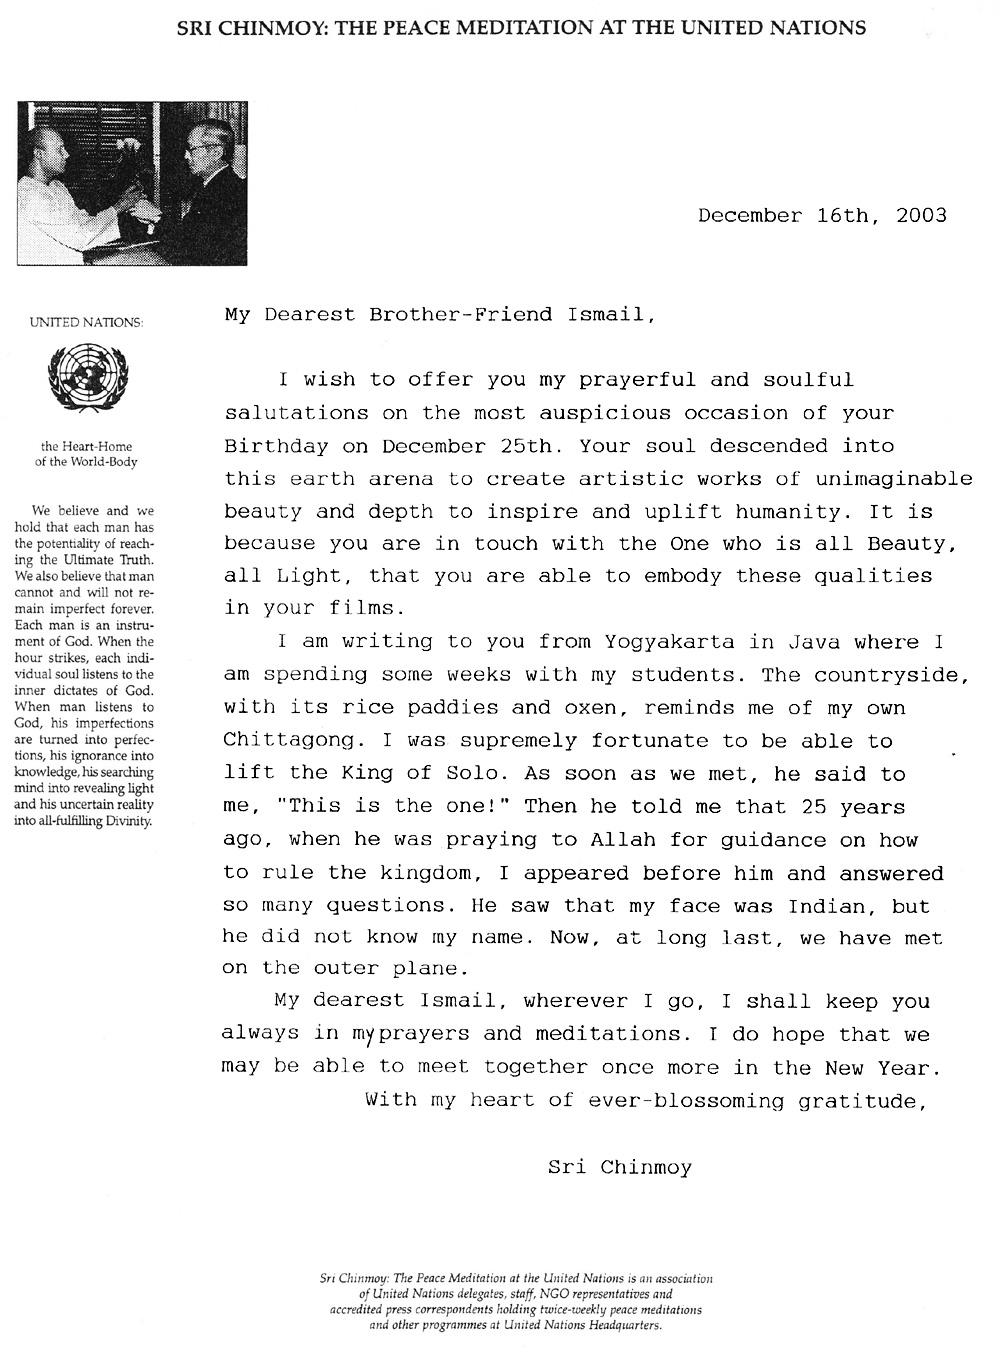 SRI CHINMOY: THE PEACE MEDITATION AT THE UNITED NATIONS
December 16th, 2003
UNITED NATIONS:
the Heart-Home
of the World-Body
We believe and we
hold that each man has
the potentiality of reach-
ing the Ultimate Truth.
We also believe that man
cannot and will not re-
main imperfect forever.
Each man is an instru-
ment of God. When the
hour strikes, each indi-
vidual soul listens to the
inner dictates of God.
When man listens to
God, his imperfections
are turned into perfec-
tions, his ignorance into
knowledge, his searching
mind into revealing light
and his uncertain reality
into all-fulfilling Divinity.
My Dearest Brother-Friend Ismail,
I wish to offer you my prayerful and soulful
salutations on the most auspicious occasion of your
Birthday on December 25th. Your soul descended into
this earth arena to create artistic works of unimaginable
beauty and depth to inspire and uplift humanity. It is
because you are in touch with the One who is all Beauty,
all Light, that you are able to embody these qualities
in your films.
I am writing to you from Yogyakarta in Java where I
am spending some weeks with my students. The countryside,
with its rice paddies and oxen, reminds me of my own
Chittagong. I was supremely fortunate to be able to
lift the King of Solo. As soon as we met, he said to
me, "This is the one!" Then he told me that 25 years
ago, when he was praying to Allah for guidance on how
to rule the kingdom, I appeared before him and answered
so many questions. He saw that my face was Indian, but
he did not know my name. Now, at long last, we have met
on the outer plane.
My dearest Ismail, wherever I go, I shall keep you
always in my prayers and meditations. I do hope that we
may be able to meet together once more in the New Year.
With my heart of ever-blossoming gratitude,
Sri Chinmoy
Sri Chinmoy: The Peace Meditation at the United Nations is an association
of United Nations delegates, staff, NGO representatives and
accredited press correspondents holding twice-weekly peace meditations
and other programmes at United Nations Headquarters.